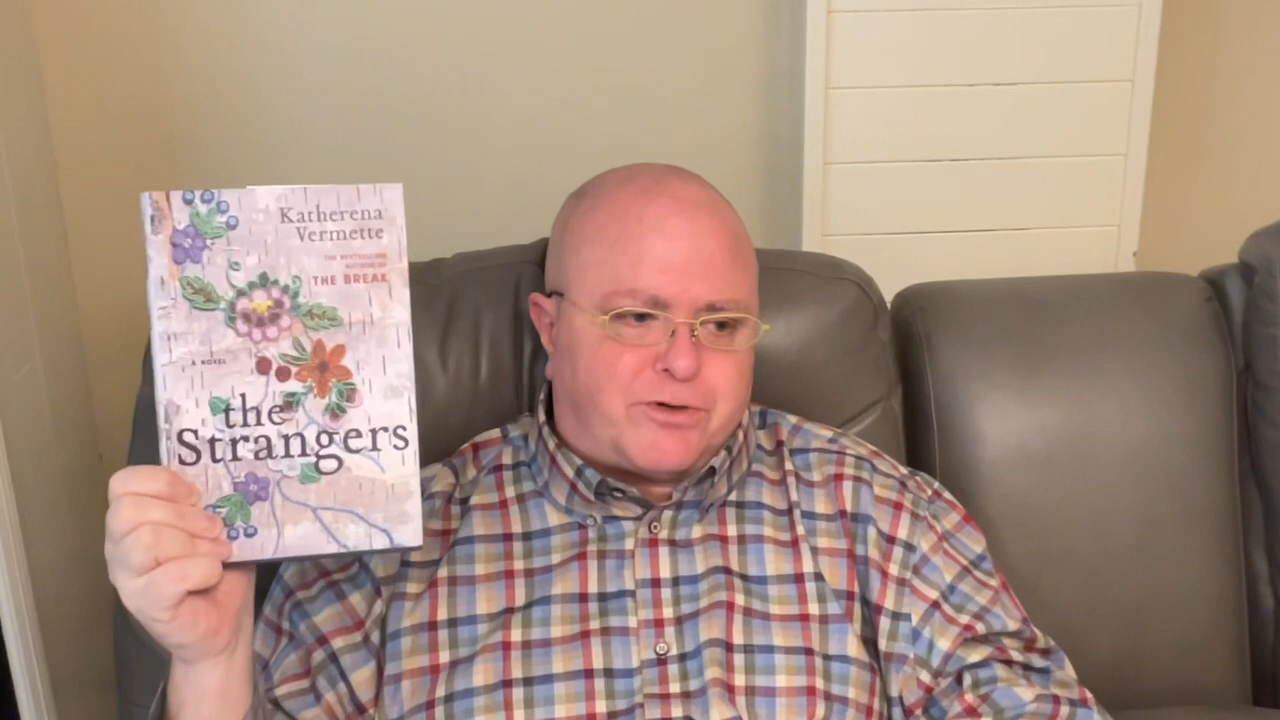 Katherena
Vermette
THE BESTSELLING
AUTHOR OF
THE BREAK
A NOVEL
the
Strangers